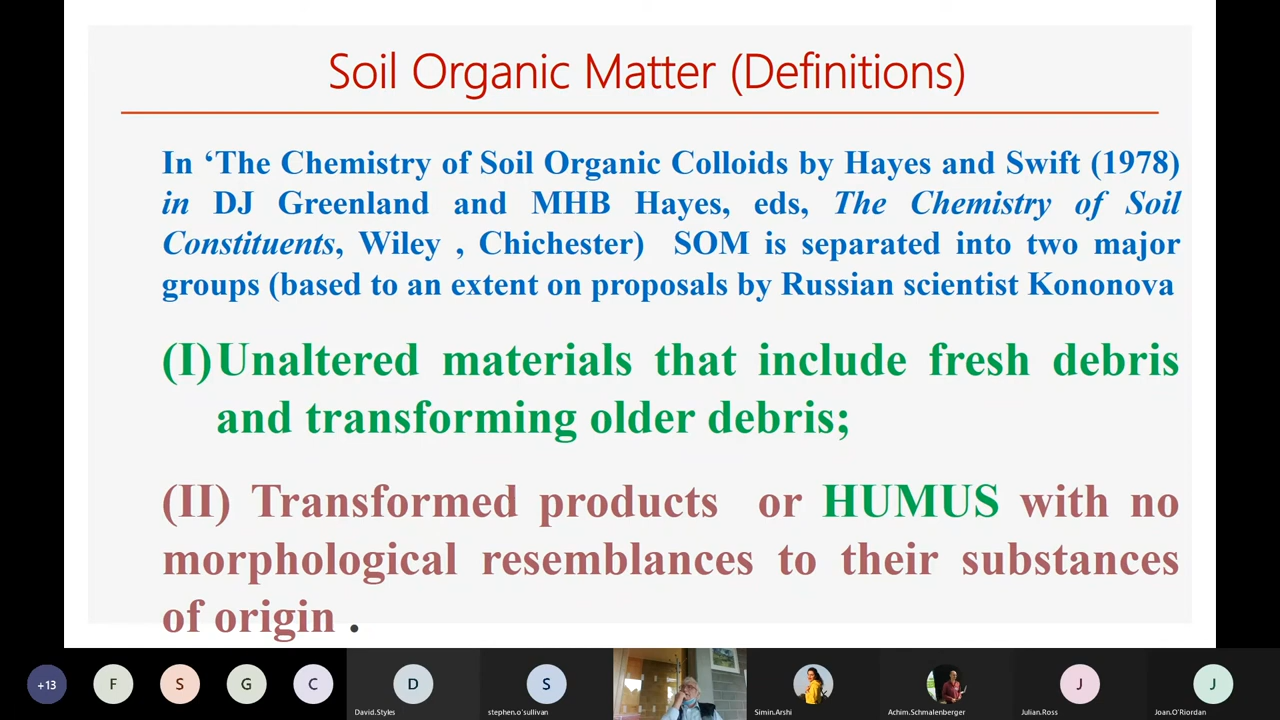 Soil Organic Matter (Definitions)
In ‘The Chemistry of Soil Organic Colloids by Hayes and Swift (1978)
in DJ Greenland and MHB Hayes, eds, The Chemistry of Soil
Constituents, Wiley , Chichester) SOM is separated into two major
groups (based to an extent on proposals by Russian scientist Kononova
(I) Unaltered materials that include fresh debris
and transforming older debris;
(II) Transformed products or HUMUS with no
morphological resemblances to their substances
of origin .
+13 F S G C D S J J
David.Styles stephen.o'sullivan Simin.Arshi Achim.Schmalenberger Julian.Ross Joan.O'Riordan